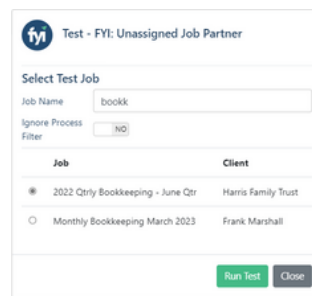 fyi
Test - FYI: Unassigned Job Partner
Select Test Job
Job Name bookk
Ignore Process Filter NO
Job Client
2022 Qtrly Bookkeeping - June Qtr Harris Family Trust
Monthly Bookkeeping March 2023 Frank Marshall
Run Test Close